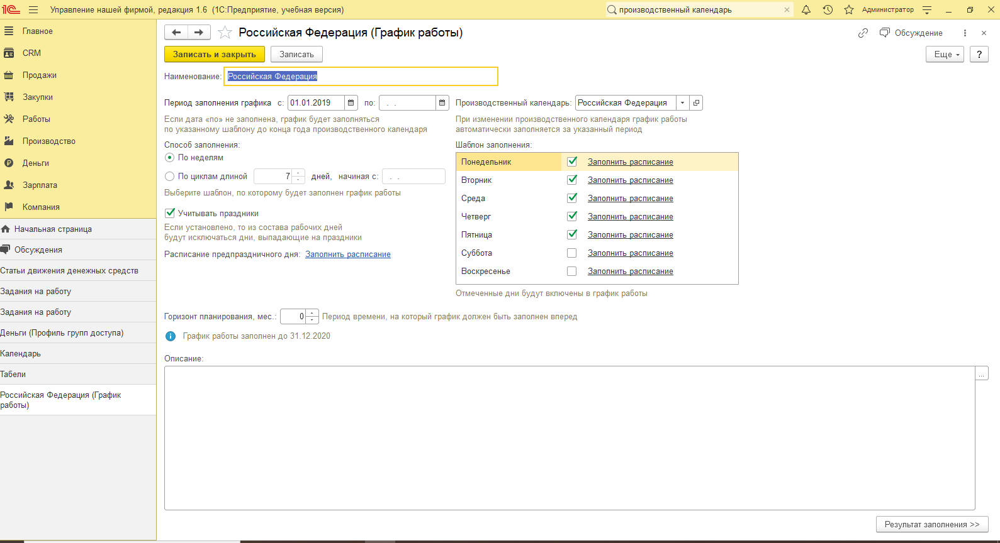 1С Управление нашей фирмой, редакция 1.6 (1С:Предприятие, учебная версия) производственный календарь Администратор
Главное
CRM
Продажи
Закупки
Работы
Производство
Деньги
Зарплата
Компания
Начальная страница
Обсуждения
Статьи движения денежных средств
Задания на работу
Задания на работу
Деньги (Профиль групп доступа)
Календарь
Табели
Российская Федерация (График
работы)
Российская Федерация (График работы) Обсуждение
Записать и закрыть Записать Еще ?
Наименование: Российская Федерация
Период заполнения графика с: 01.01.2019 по: . .
Если дата «по» не заполнена, график будет заполняться
по указанному шаблону до конца года производственного календаря
Способ заполнения:
По неделям
По циклам длиной 7 дней, начиная с: . .
Выберите шаблон, по которому будет заполнен график работы
Учитывать праздники
Если установлено, то из состава рабочих дней
будут исключаться дни, выпадающие на праздники
Расписание предпраздничного дня: Заполнить расписание
Производственный календарь: Российская Федерация
При изменении производственного календаря график работы
автоматически заполняется за указанный период
Шаблон заполнения:
Понедельник Заполнить расписание
Вторник Заполнить расписание
Среда Заполнить расписание
Четверг Заполнить расписание
Пятница Заполнить расписание
Суббота Заполнить расписание
Воскресенье Заполнить расписание
Отмеченные дни будут включены в график работы
Горизонт планирования, мес.: 0 Период времени, на который график должен быть заполнен вперед
График работы заполнен до 31.12.2020
Описание:
...
Результат заполнения >>